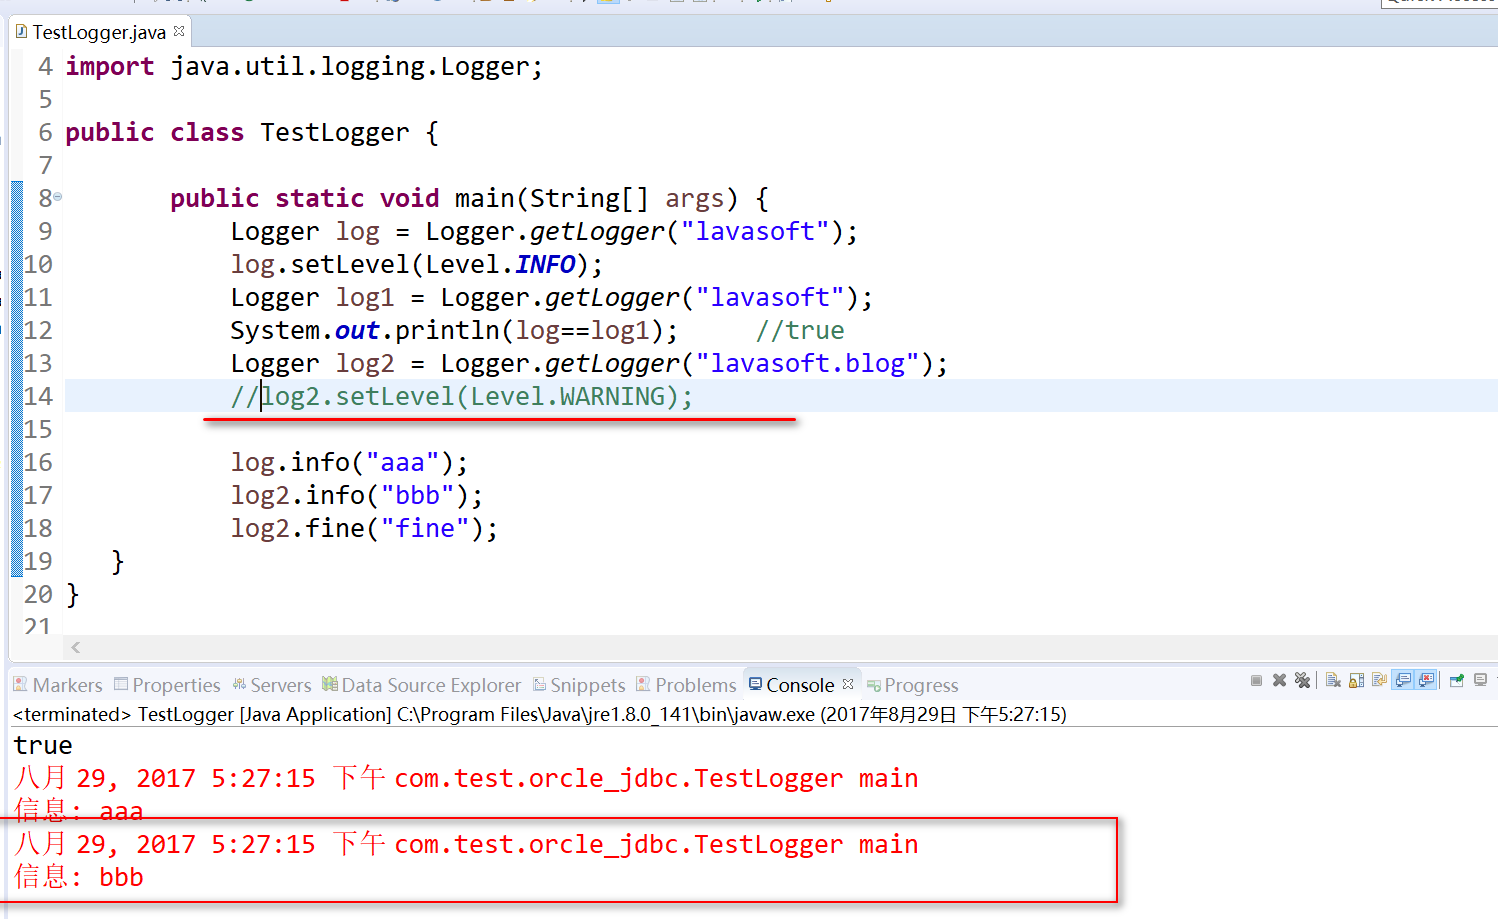 TestLogger.java
4 import java.util.logging.Logger;
5
6 public class TestLogger {
7
8 public static void main(String[] args) {
9 Logger log = Logger.getLogger("lavasoft");
10 log.setLevel(Level.INFO);
11 Logger log1 = Logger.getLogger("lavasoft");
12 System.out.println(log==log1); //true
13 Logger log2 = Logger.getLogger("lavasoft.blog");
14 //log2.setLevel(Level.WARNING);
15
16 log.info("aaa");
17 log2.info("bbb");
18 log2.fine("fine");
19 }
20 }
21
Markers Properties Servers Data Source Explorer Snippets Problems Console Progress
<terminated> TestLogger [Java Application] C:\Program Files\Java\jre1.8.0_141\bin\javaw.exe (2017年8月29日 下午5:27:15)
true
八月 29, 2017 5:27:15 下午 com.test.orcle_jdbc.TestLogger main
信息: aaa
八月 29, 2017 5:27:15 下午 com.test.orcle_jdbc.TestLogger main
信息: bbb